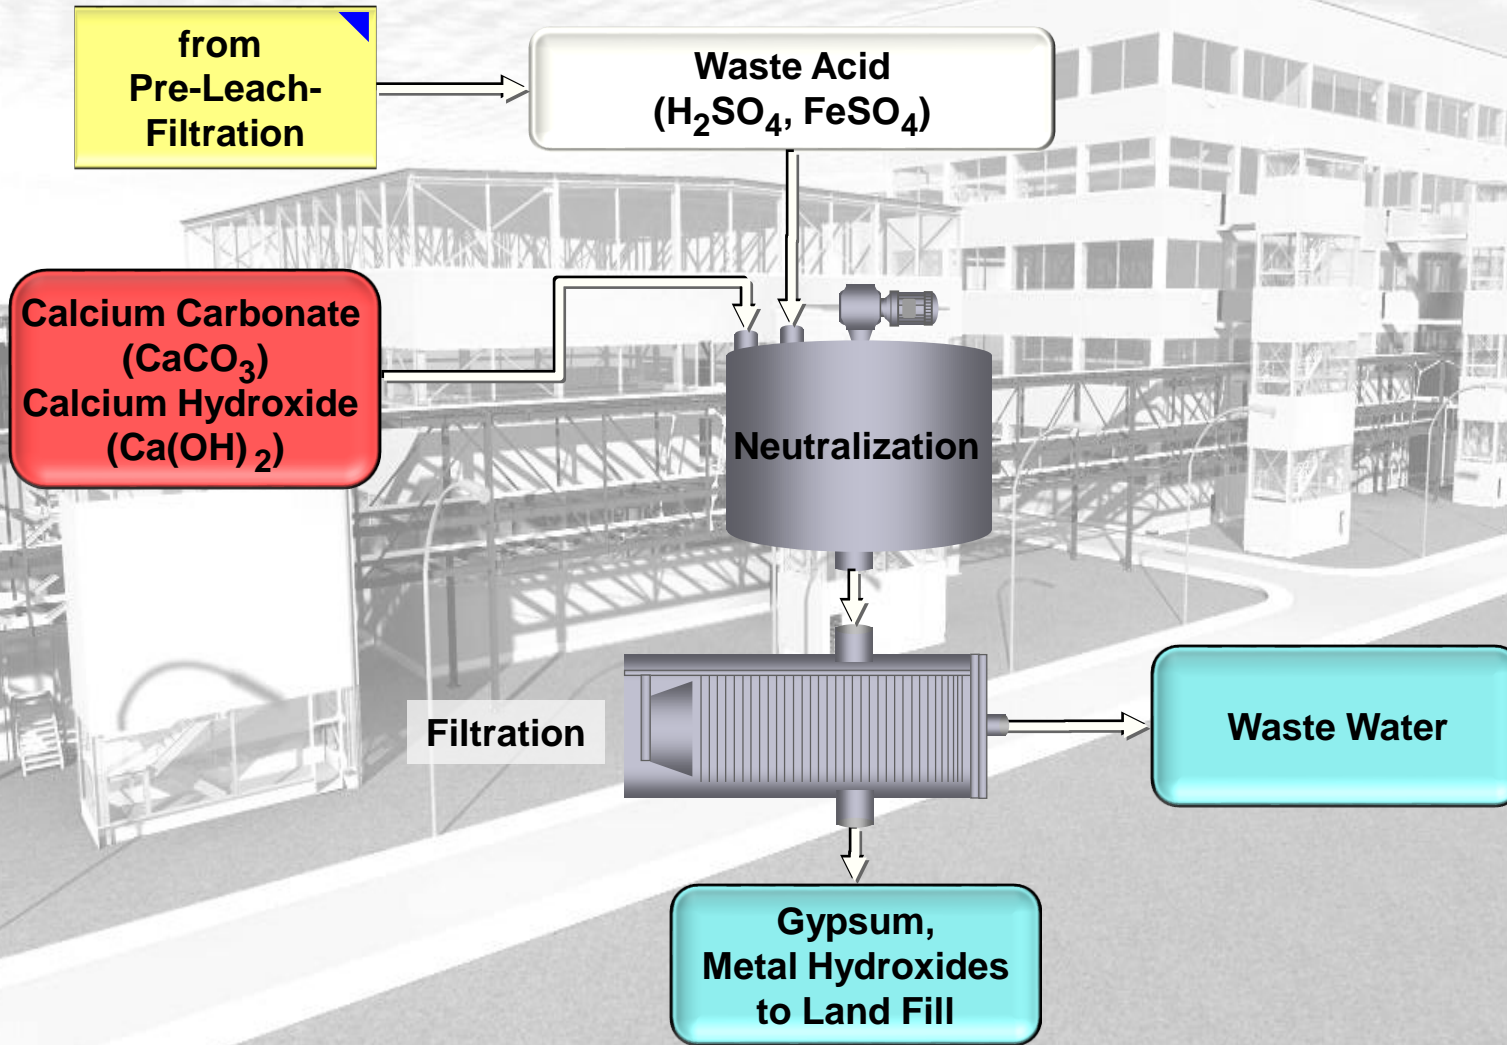 from
Pre-Leach-
Filtration
Waste Acid
(H₂SO₄, FeSO₄)
Calcium Carbonate
(CaCO₃)
Calcium Hydroxide
(Ca(OH) ₂)
Neutralization
Filtration
Waste Water
Gypsum,
Metal Hydroxides
to Land Fill